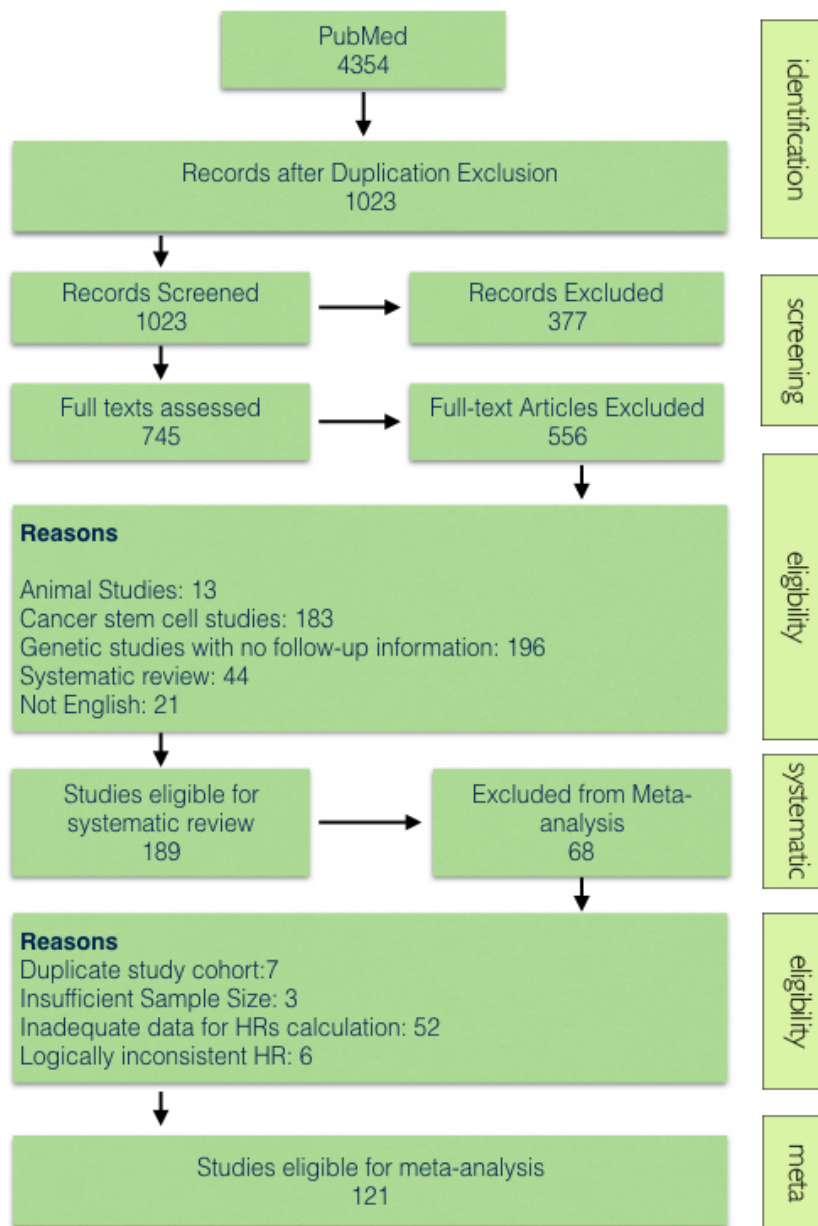 PubMed
4354
Records after Duplication Exclusion
1023
Records Screened
1023
Records Excluded
377
Full texts assessed
745
Full-text Articles Excluded
556
Reasons
Animal Studies: 13
Cancer stem cell studies: 183
Genetic studies with no follow-up information: 196
Systematic review: 44
Not English: 21
Studies eligible for
systematic review
189
Excluded from Meta-
analysis
68
Reasons
Duplicate study cohort:7
Insufficient Sample Size: 3
Inadequate data for HRs calculation: 52
Logically inconsistent HR: 6
Studies eligible for meta-analysis
121
identification
screening
eligibility
systematic
eligibility
meta